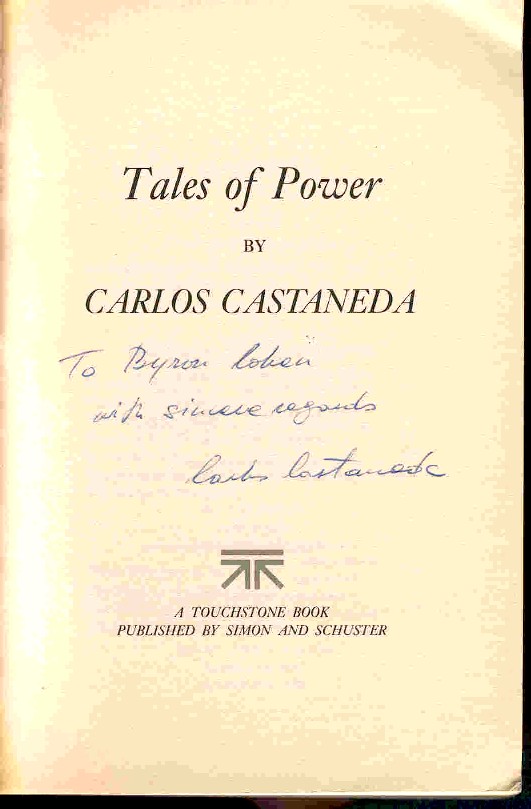 Tales of Power
BY
CARLOS CASTANEDA
To Byron Cohen
with sincere regards
Carlos Castaneda
A TOUCHSTONE BOOK
PUBLISHED BY SIMON AND SCHUSTER